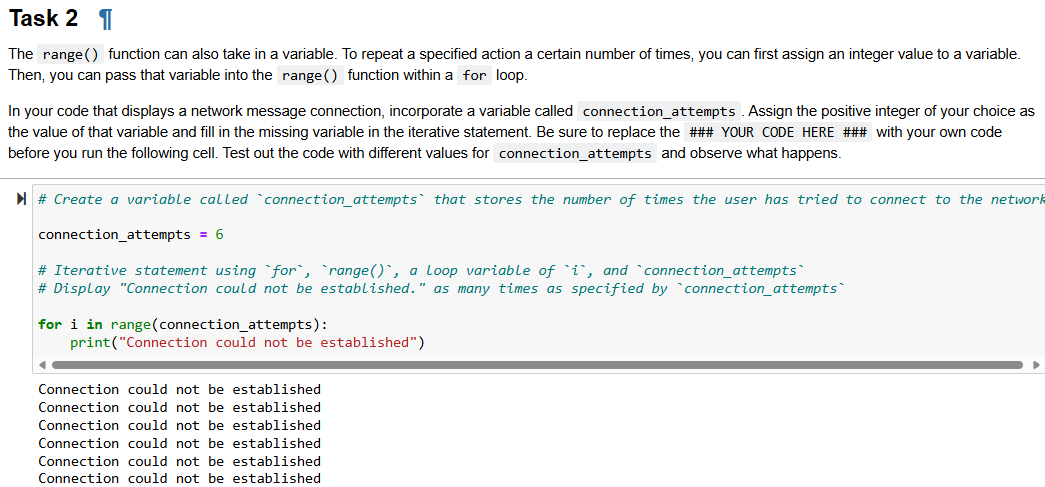 Task 2 ¶
The range() function can also take in a variable. To repeat a specified action a certain number of times, you can first assign an integer value to a variable.
Then, you can pass that variable into the range() function within a for loop.
In your code that displays a network message connection, incorporate a variable called connection_attempts . Assign the positive integer of your choice as
the value of that variable and fill in the missing variable in the iterative statement. Be sure to replace the ### YOUR CODE HERE ### with your own code
before you run the following cell. Test out the code with different values for connection_attempts and observe what happens.
# Create a variable called `connection_attempts` that stores the number of times the user has tried to connect to the network
connection_attempts = 6
# Iterative statement using `for`, `range()`, a loop variable of `i`, and `connection_attempts`
# Display "Connection could not be established." as many times as specified by `connection_attempts`
for i in range(connection_attempts):
    print("Connection could not be established")
Connection could not be established
Connection could not be established
Connection could not be established
Connection could not be established
Connection could not be established
Connection could not be established